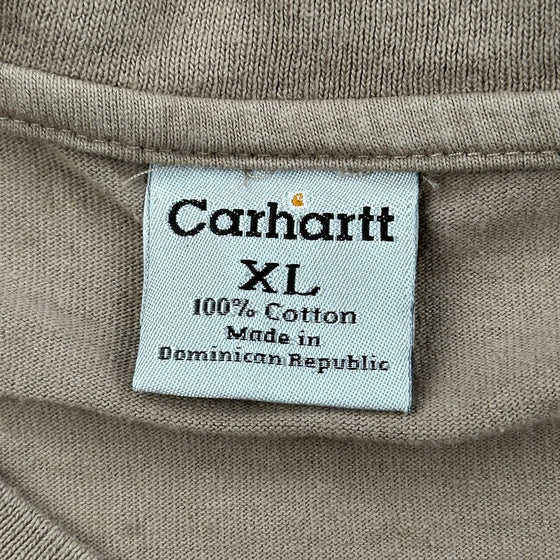 Carhartt
XL
100% Cotton
Made in
Dominican Republic